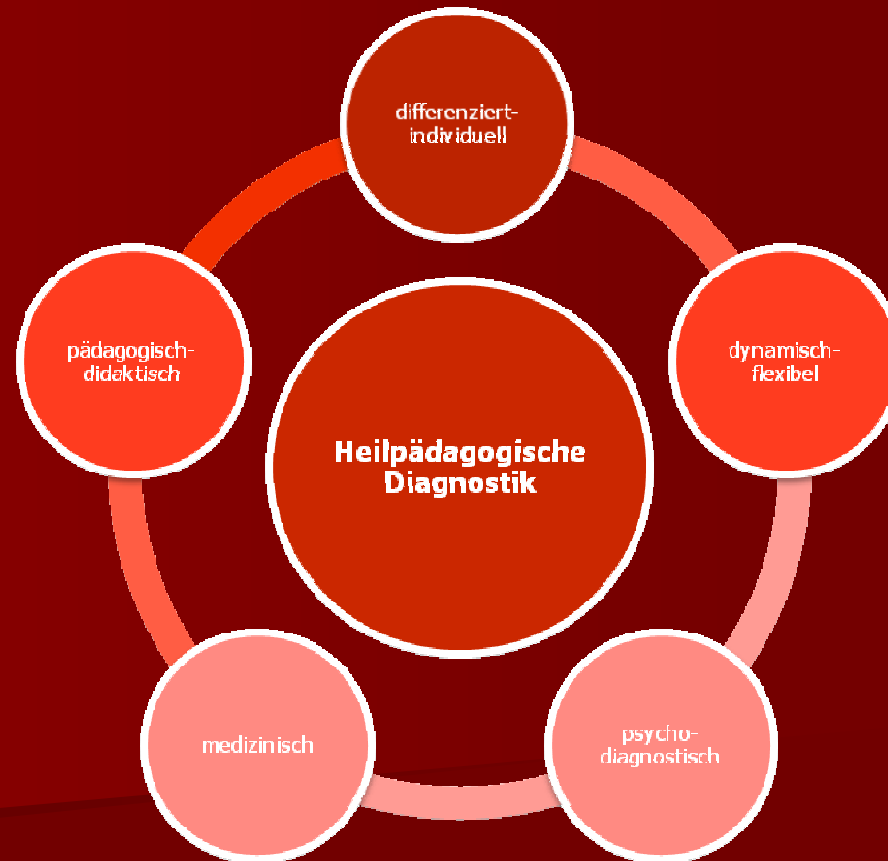 differenziert-
individuell
pädagogisch-
didaktisch
dynamisch-
flexibel
Heilpädagogische
Diagnostik
medizinisch
psycho-
diagnostisch